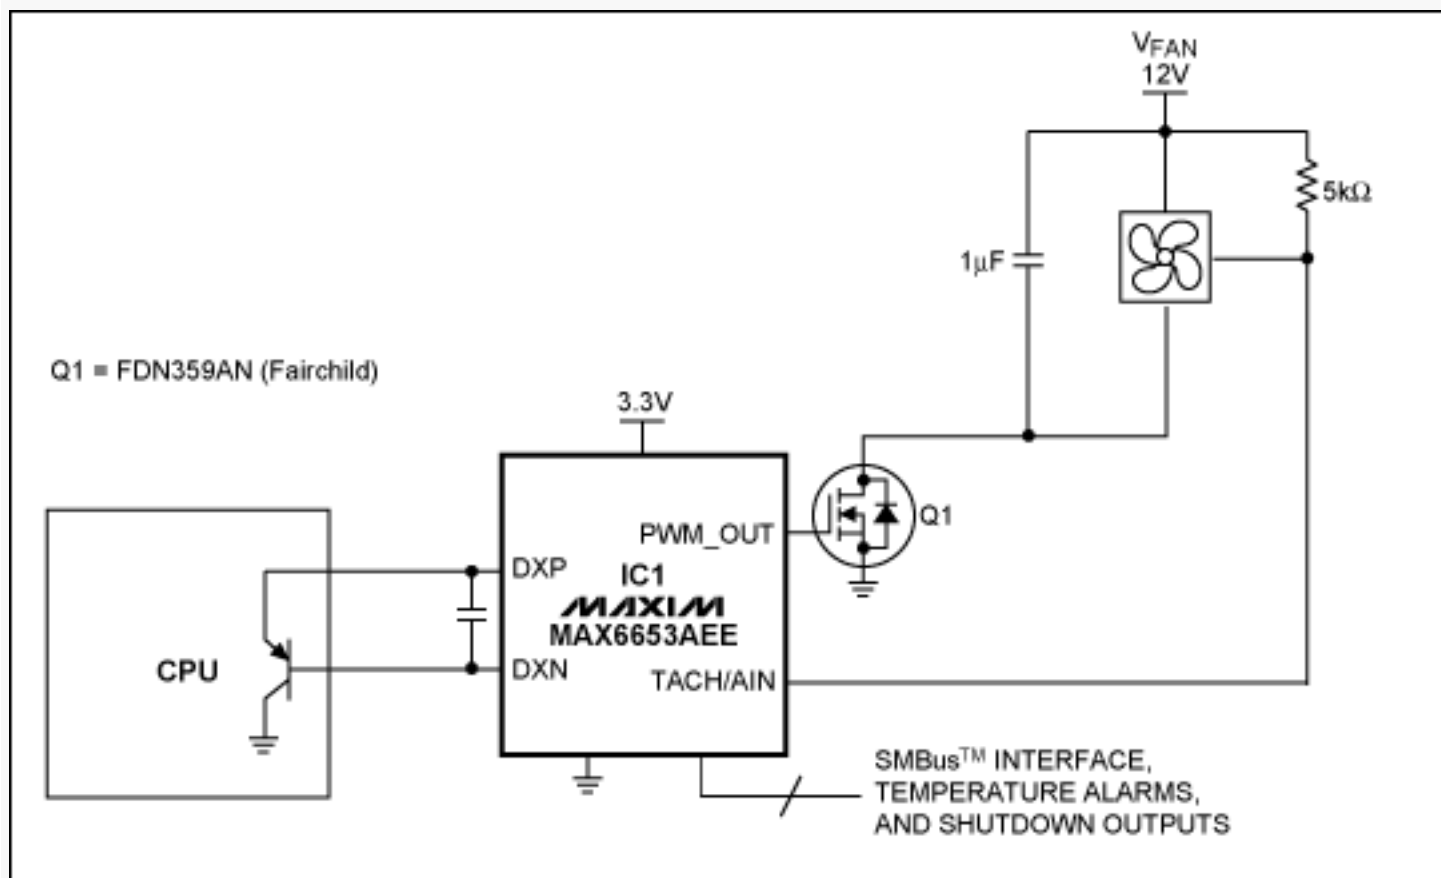 VFAN
12V
5kΩ
1µF
Q1 = FDN359AN (Fairchild)
3.3V
PWM_OUT
Q1
DXP
IC1
MAXIM
MAX6653AEE
CPU
DXN
TACH/AIN
SMBus™ INTERFACE,
TEMPERATURE ALARMS,
AND SHUTDOWN OUTPUTS